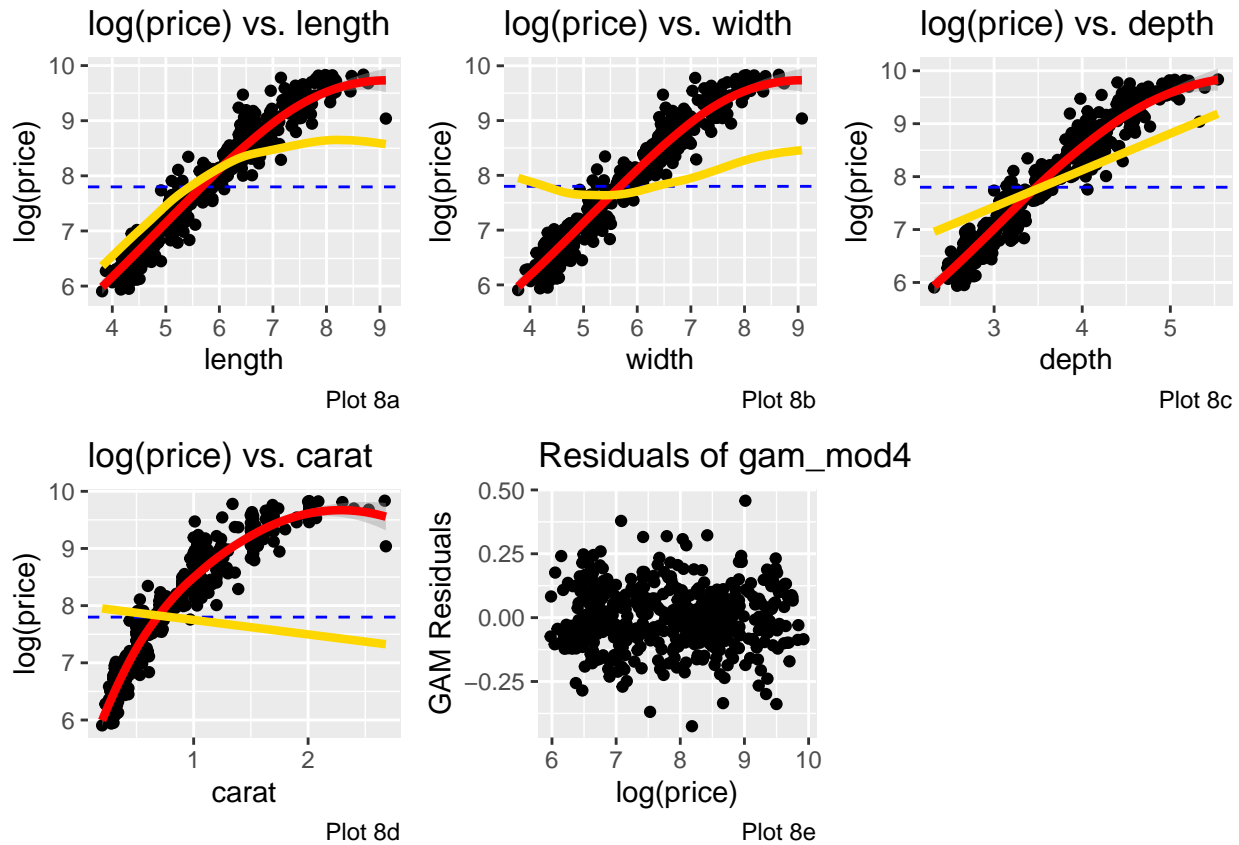 log(price) vs. length
log(price)
10
9
8
7
6
4 5 6 7 8 9
length
Plot 8a
log(price) vs. width
log(price)
10
9
8
7
6
4 5 6 7 8 9
width
Plot 8b
log(price) vs. depth
log(price)
10
9
8
7
6
3 4 5
depth
Plot 8c
log(price) vs. carat
log(price)
10
9
8
7
6
1 2
carat
Plot 8d
Residuals of gam_mod4
GAM Residuals
0.50
0.25
0.00
−0.25
6 7 8 9 10
log(price)
Plot 8e